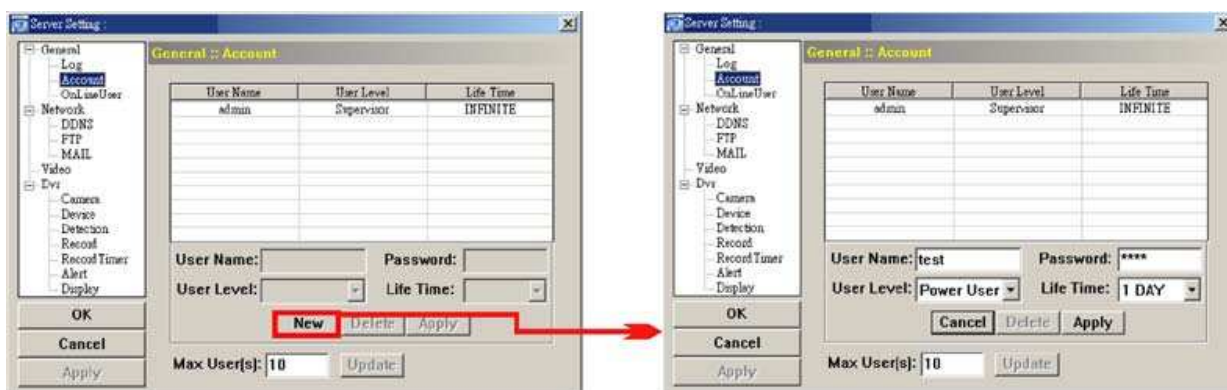 Server Setting :
General
Log
Account
OnLineUser
Network
DDNS
FTP
MAIL
Video
Dvr
Camera
Device
Detection
Record
Record Timer
Alert
Display
OK
Cancel
Apply
General :: Account
User Name User Level Life Time
admin Supervisor INFINITE
User Name: Password:
User Level: Life Time:
New Delete Apply
Max User[s]: 10 Update
Server Setting :
General
Log
Account
OnLineUser
Network
DDNS
FTP
MAIL
Video
Dvr
Camera
Device
Detection
Record
Record Timer
Alert
Display
OK
Cancel
Apply
General :: Account
User Name User Level Life Time
admin Supervisor INFINITE
User Name: test Password: ****
User Level: Power User Life Time: 1 DAY
Cancel Delete Apply
Max User[s]: 10 Update